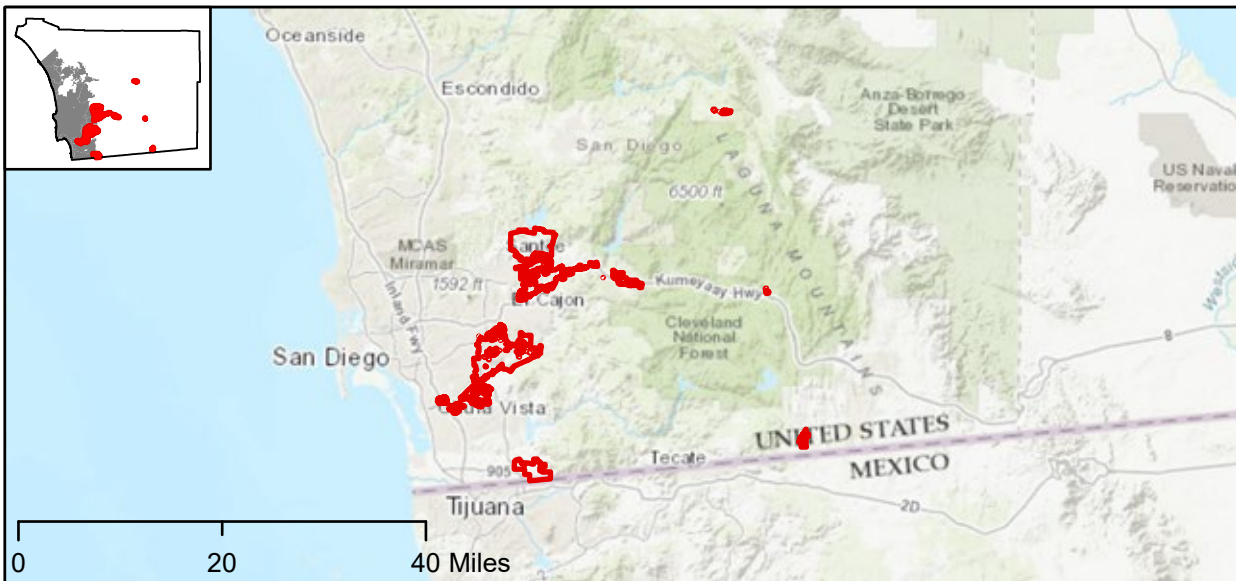 Oceanside
Escondido
Anza-Borrego
Desert
State Park
San Diego
LAGUNA MOUNTAINS
US Naval
Reservation
6500 ft
MCAS
Miramar
1592 ft
Kumeyaay Hwy
El Cajon
Inland Fwy
Cleveland
National
Forest
San Diego
8
Vista
UNITED STATES
MEXICO
905
Tecate
Tijuana
2D
0
20
40 Miles